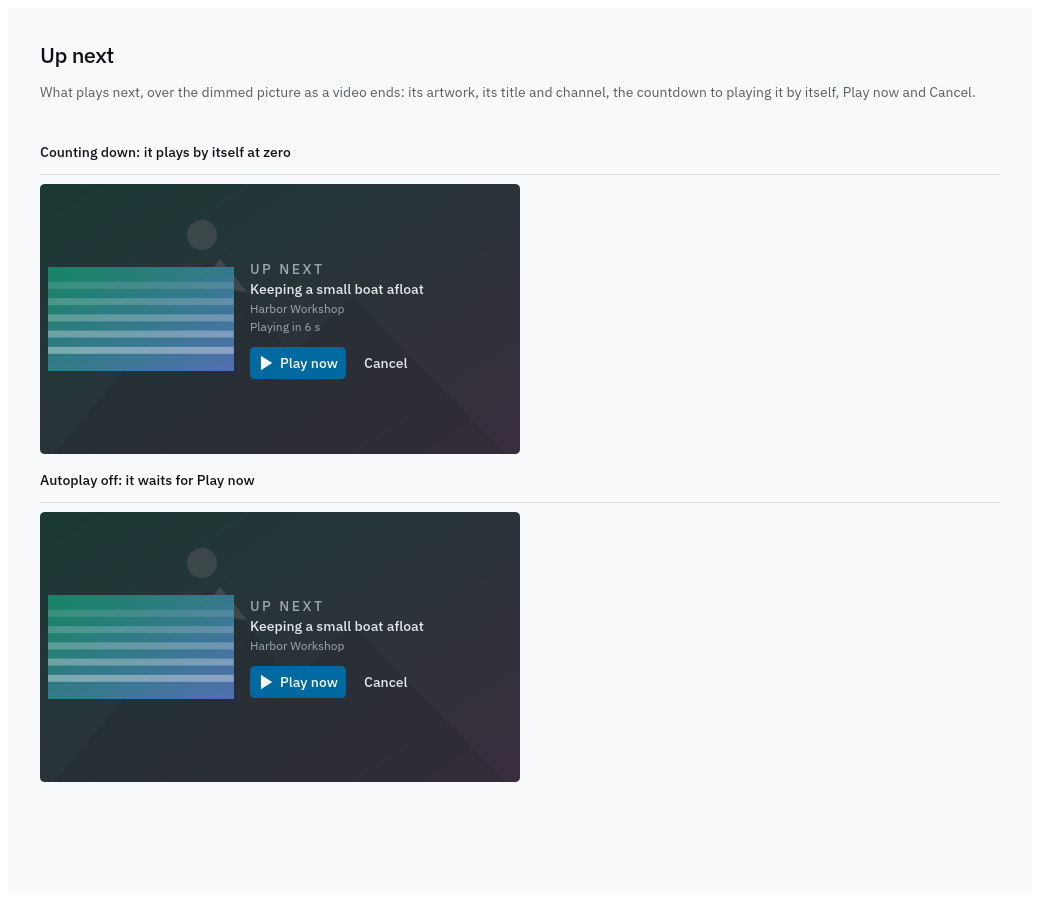 Up next
What plays next, over the dimmed picture as a video ends: its artwork, its title and channel, the countdown to playing it by itself, Play now and Cancel.
Counting down: it plays by itself at zero
UP NEXT
Keeping a small boat afloat
Harbor Workshop
Playing in 6 s
Play now
Cancel
Autoplay off: it waits for Play now
UP NEXT
Keeping a small boat afloat
Harbor Workshop
Play now
Cancel